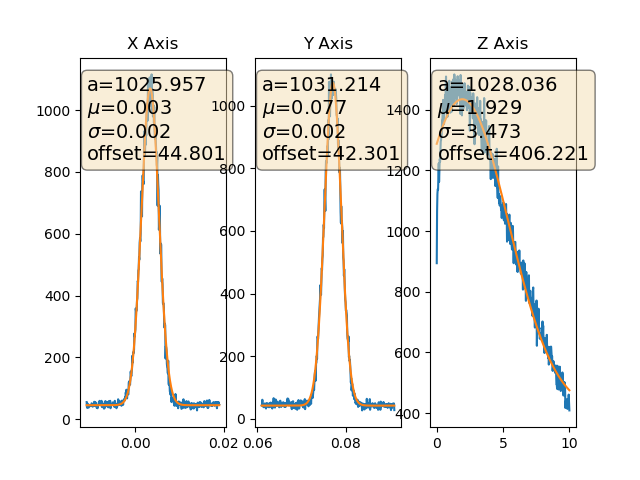 X Axis
Y Axis
Z Axis
a=1025.957
μ=0.003
σ=0.002
offset=44.801
a=1031.214
μ=0.077
σ=0.002
offset=42.301
a=1028.036
μ=1.929
σ=3.473
offset=406.221
1000
800
600
400
200
0
0.00
0.02
1000
800
600
400
200
0
0.06
0.08
1400
1200
1000
800
600
400
0
5
10